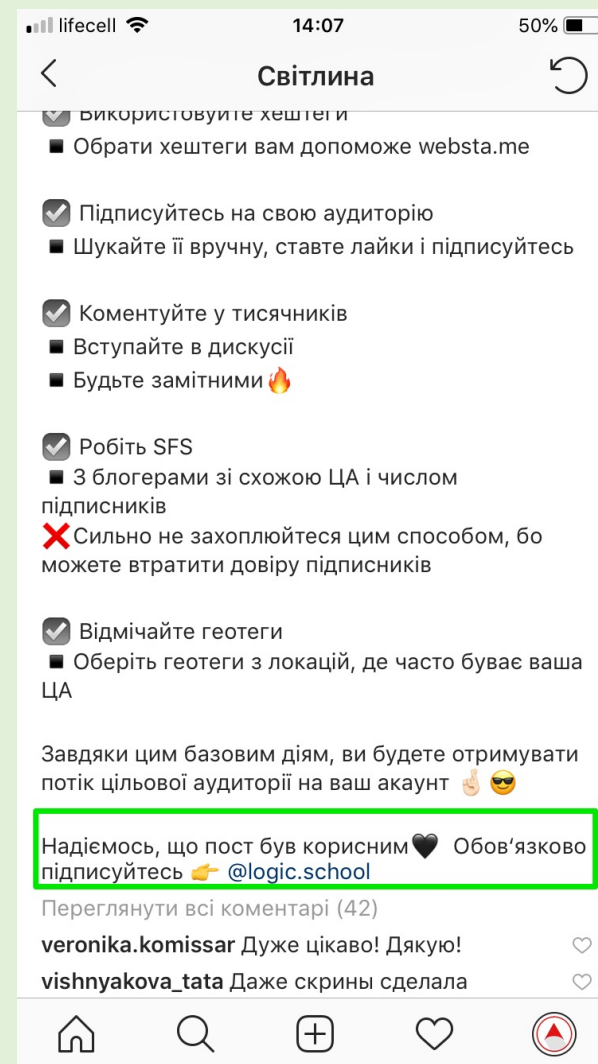 lifecell 14:07 50%
Світлина
✅ Використовуйте хештеги
▪️ Обрати хештеги вам допоможе websta.me
✅ Підписуйтесь на свою аудиторію
▪️ Шукайте її вручну, ставте лайки і підписуйтесь
✅ Коментуйте у тисячників
▪️ Вступайте в дискусії
▪️ Будьте замітними🔥
✅ Робіть SFS
▪️ З блогерами зі схожою ЦА і числом
підписників
❌Сильно не захоплюйтеся цим способом, бо
можете втратити довіру підписників
✅ Відмічайте геотеги
▪️ Оберіть геотеги з локацій, де часто буває ваша
ЦА
Завдяки цим базовим діям, ви будете отримувати
потік цільової аудиторії на ваш акаунт 🤞🏻😎
Надіємось, що пост був корисним🖤 Обов‘язково
підписуйтесь 👉 @logic.school
Переглянути всі коментарі (42)
veronika.komissar Дуже цікаво! Дякую!
vishnyakova_tata Даже скрины сделала